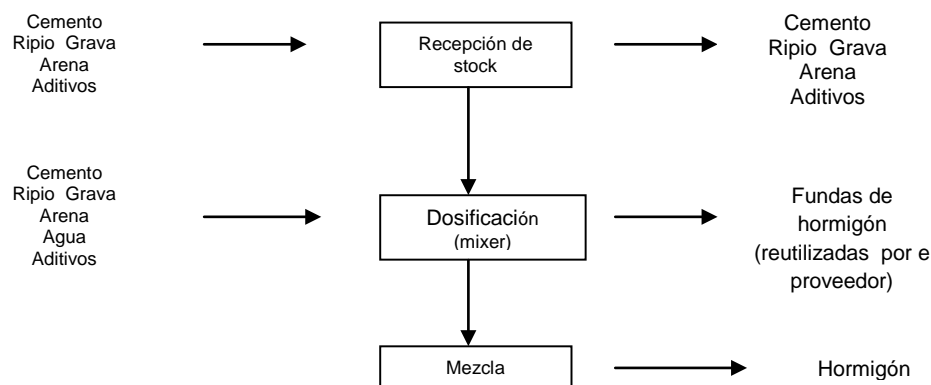 Cemento
Ripio Grava
Arena
Aditivos
Recepción de
stock
Cemento
Ripio Grava
Arena
Aditivos
Cemento
Ripio Grava
Arena
Agua
Aditivos
Dosificación
(mixer)
Fundas de
hormigón
(reutilizadas por e
proveedor)
Mezcla
Hormigón